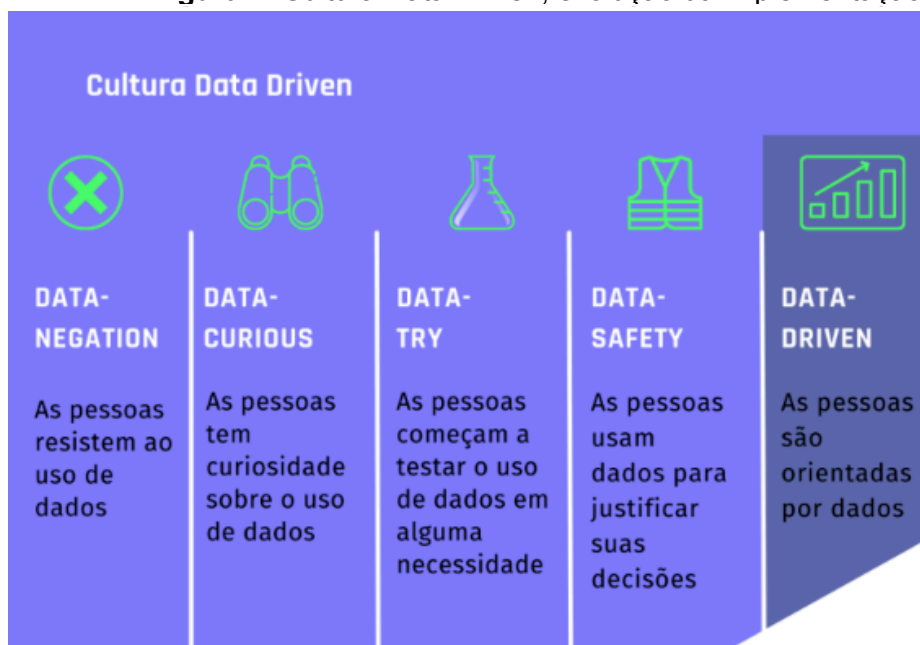 Cultura Data Driven
DATA-
NEGATION
As pessoas
resistem ao
uso de
dados
DATA-
CURIOUS
As pessoas
tem
curiosidade
sobre o uso
de dados
DATA-
TRY
As pessoas
começam a
testar o uso
de dados em
alguma
necessidade
DATA-
SAFETY
As pessoas
usam
dados para
justificar
suas
decisões
DATA-
DRIVEN
As pessoas
são
orientadas
por dados